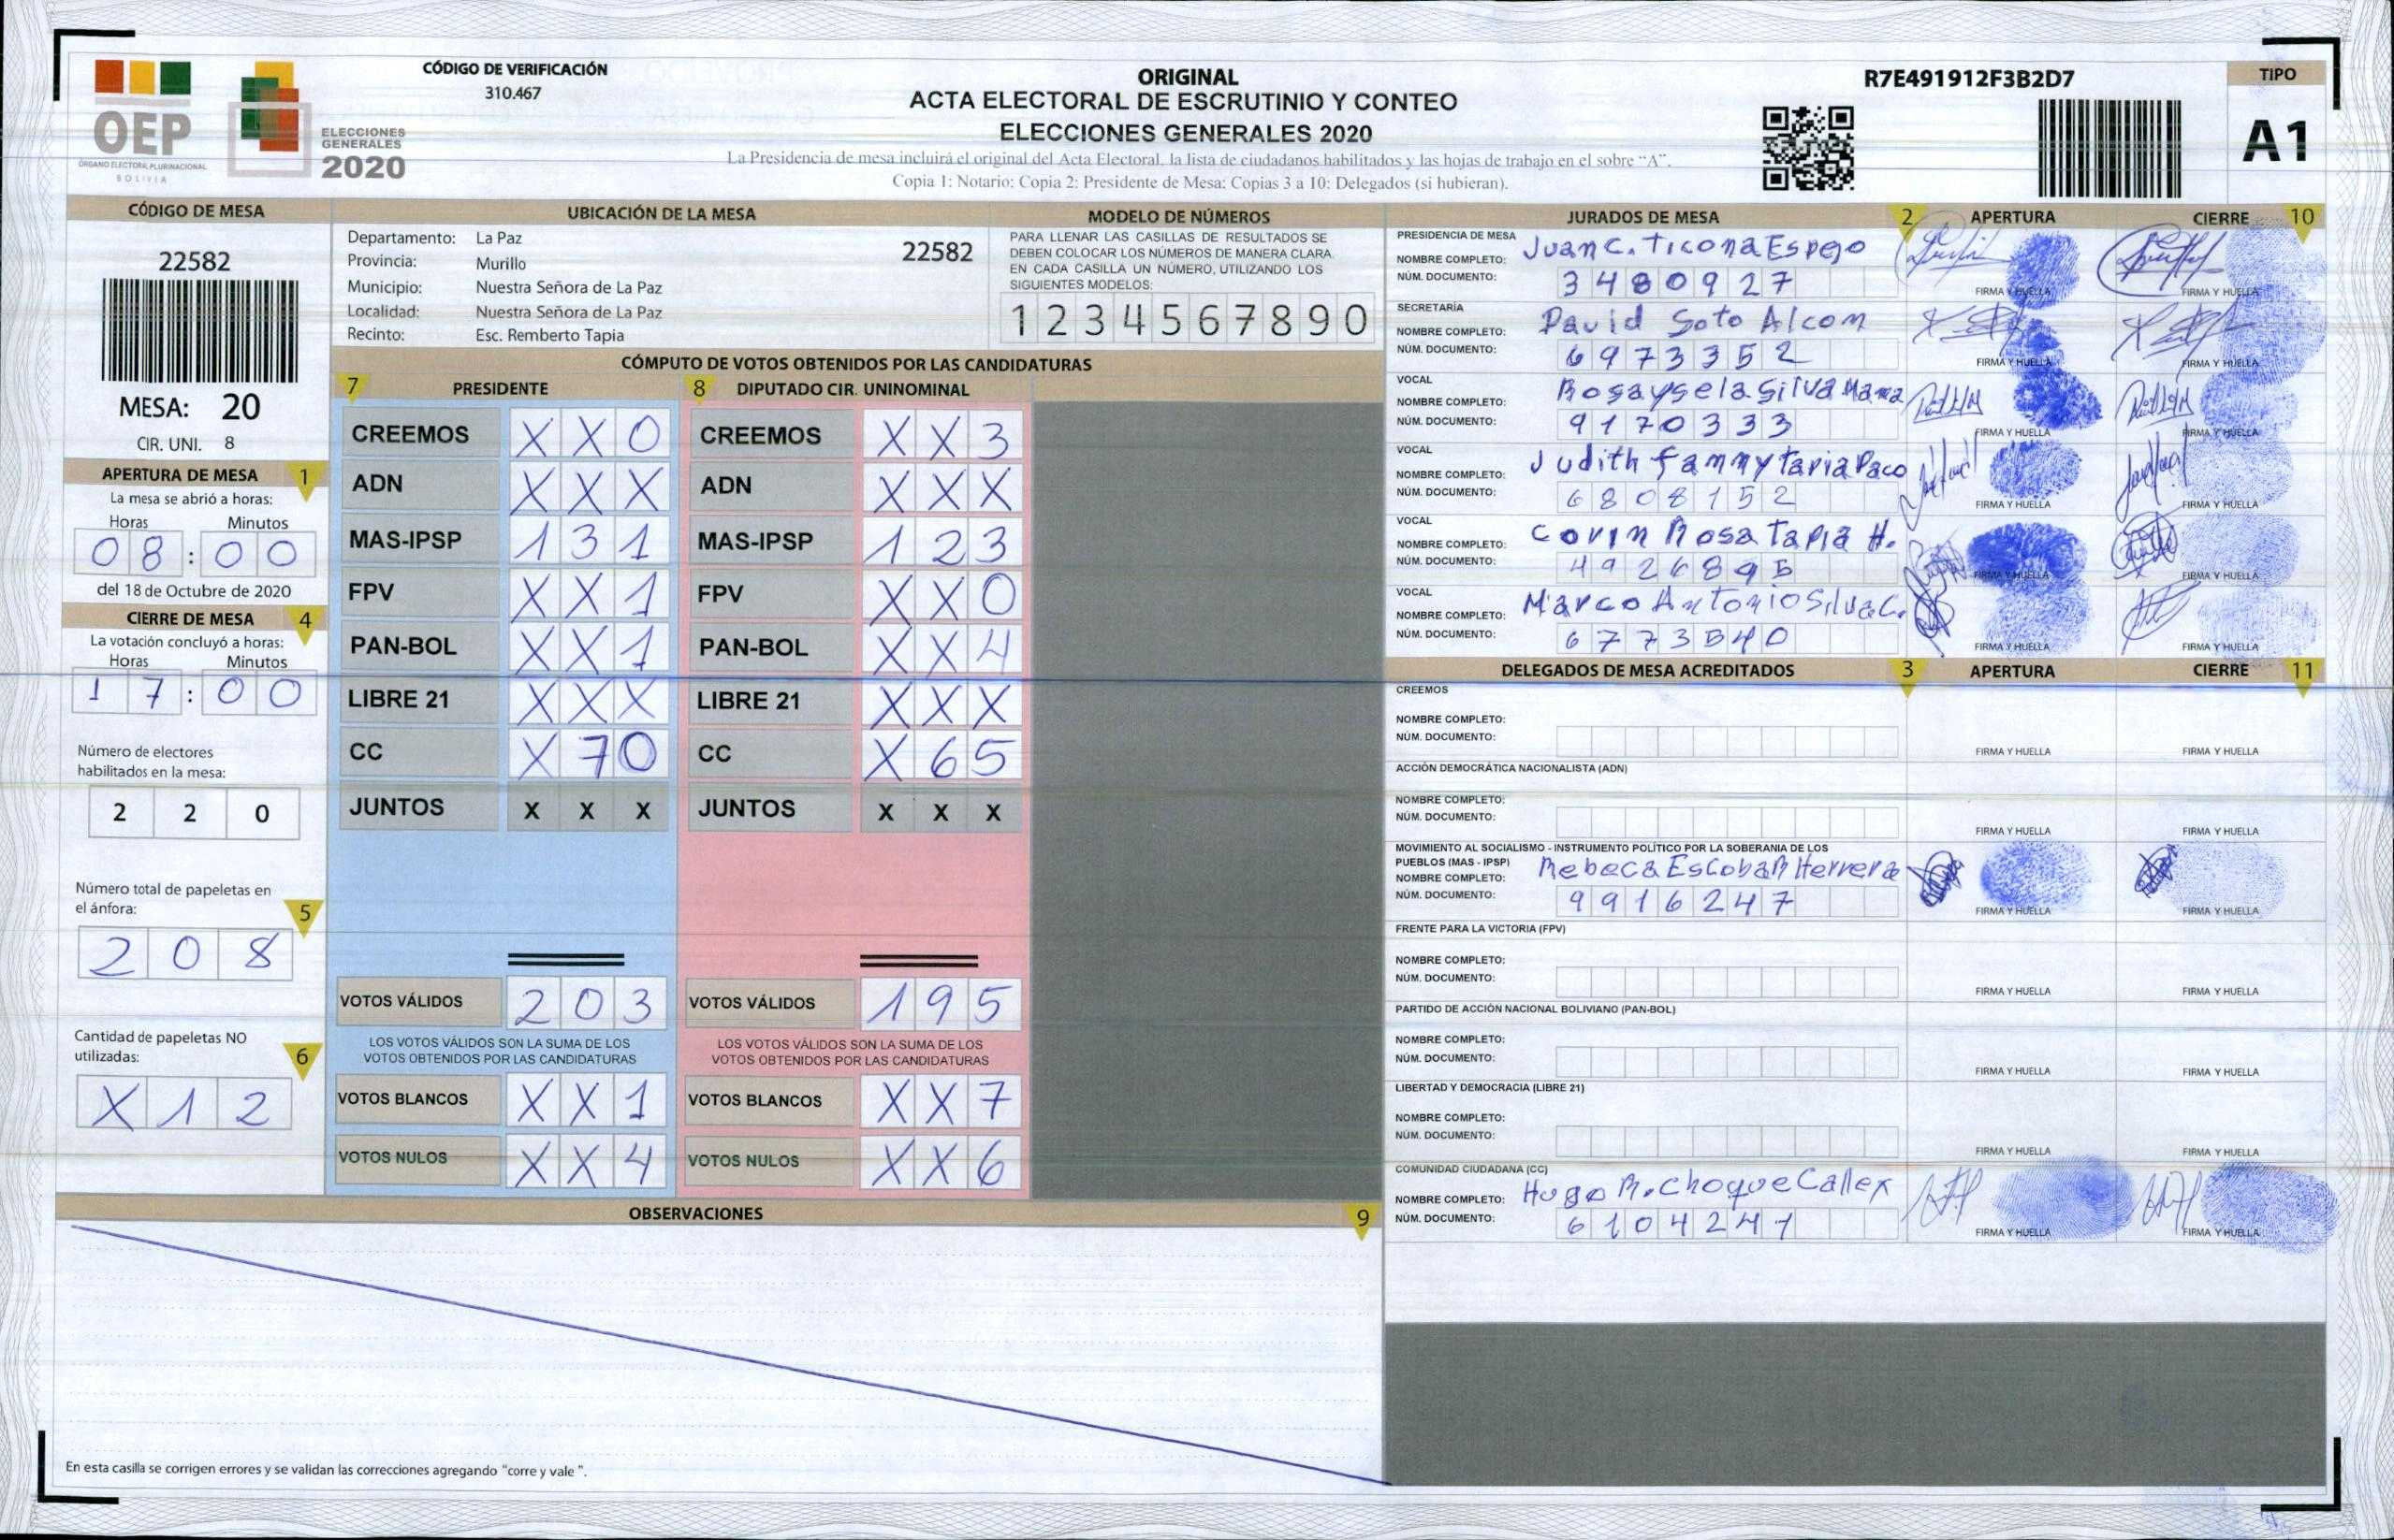 CÓDIGO DE VERIFICACIÓN
310.467
OEP
ÓRGANO ELECTORAL PLURINACIONAL
BOLIVIA
ELECCIONES
GENERALES
2020
ORIGINAL
ACTA ELECTORAL DE ESCRUTINIO Y CONTEO
ELECCIONES GENERALES 2020
La Presidencia de mesa incluirá el original del Acta Electoral, la lista de ciudadanos habilitados y las hojas de trabajo en el sobre "A".
Copia 1: Notario: Copia 2: Presidente de Mesa: Copias 3 a 10: Delegados (si hubieran).
R7E491912F3B2D7
TIPO
A1
CÓDIGO DE MESA
22582
MESA: 20
CIR. UNI. 8
APERTURA DE MESA 1
La mesa se abrió a horas:
Horas Minutos
08:00
del 18 de Octubre de 2020
CIERRE DE MESA 4
La votación concluyó a horas:
Horas Minutos
17:00
Número de electores
habilitados en la mesa:
2 2 0
Número total de papeletas en
el ánfora: 5
2 0 8
Cantidad de papeletas NO
utilizadas: 6
X 1 2
UBICACIÓN DE LA MESA
Departamento: La Paz 22582
Provincia: Murillo
Municipio: Nuestra Señora de La Paz
Localidad: Nuestra Señora de La Paz
Recinto: Esc. Remberto Tapia
MODELO DE NÚMEROS
PARA LLENAR LAS CASILLAS DE RESULTADOS SE
DEBEN COLOCAR LOS NÚMEROS DE MANERA CLARA
EN CADA CASILLA UN NÚMERO, UTILIZANDO LOS
SIGUIENTES MODELOS:
1 2 3 4 5 6 7 8 9 0
CÓMPUTO DE VOTOS OBTENIDOS POR LAS CANDIDATURAS
7 PRESIDENTE
CREEMOS X X 0
ADN X X X
MAS-IPSP 1 3 1
FPV X X 1
PAN-BOL X X 1
LIBRE 21 X X X
CC X 7 0
JUNTOS X X X
VOTOS VÁLIDOS 2 0 3
LOS VOTOS VÁLIDOS SON LA SUMA DE LOS
VOTOS OBTENIDOS POR LAS CANDIDATURAS
VOTOS BLANCOS X X 1
VOTOS NULOS X X 4
8 DIPUTADO CIR. UNINOMINAL
CREEMOS X X 3
ADN X X X
MAS-IPSP 1 2 3
FPV X X 0
PAN-BOL X X 4
LIBRE 21 X X X
CC X 6 5
JUNTOS X X X
VOTOS VÁLIDOS 1 9 5
LOS VOTOS VÁLIDOS SON LA SUMA DE LOS
VOTOS OBTENIDOS POR LAS CANDIDATURAS
VOTOS BLANCOS X X 7
VOTOS NULOS X X 6
OBSERVACIONES 9
En esta casilla se corrigen errores y se validan las correcciones agregando "corre y vale ".
JURADOS DE MESA 2 APERTURA CIERRE 10
PRESIDENCIA DE MESA
NOMBRE COMPLETO: Juan C. Ticona Espejo
NÚM. DOCUMENTO: 3480927
FIRMA Y HUELLA FIRMA Y HUELLA
SECRETARÍA
NOMBRE COMPLETO: David Soto Alcon
NÚM. DOCUMENTO: 6973352
FIRMA Y HUELLA FIRMA Y HUELLA
VOCAL
NOMBRE COMPLETO: Rosaysela Silva Mama
NÚM. DOCUMENTO: 9170333
FIRMA Y HUELLA FIRMA Y HUELLA
VOCAL
NOMBRE COMPLETO: Judith Fanny Taria Paco
NÚM. DOCUMENTO: 6808152
FIRMA Y HUELLA FIRMA Y HUELLA
VOCAL
NOMBRE COMPLETO: Corin Rosa Tapia H.
NÚM. DOCUMENTO: 4926895
FIRMA Y HUELLA FIRMA Y HUELLA
VOCAL
NOMBRE COMPLETO: Marco Antonio Silva C.
NÚM. DOCUMENTO: 6773540
FIRMA Y HUELLA FIRMA Y HUELLA
DELEGADOS DE MESA ACREDITADOS 3 APERTURA CIERRE 11
CREEMOS
NOMBRE COMPLETO:
NÚM. DOCUMENTO:
FIRMA Y HUELLA FIRMA Y HUELLA
ACCIÓN DEMOCRÁTICA NACIONALISTA (ADN)
NOMBRE COMPLETO:
NÚM. DOCUMENTO:
FIRMA Y HUELLA FIRMA Y HUELLA
MOVIMIENTO AL SOCIALISMO - INSTRUMENTO POLÍTICO POR LA SOBERANIA DE LOS
PUEBLOS (MAS - IPSP)
NOMBRE COMPLETO: Rebeca Escobar Herrera
NÚM. DOCUMENTO: 9916247
FIRMA Y HUELLA FIRMA Y HUELLA
FRENTE PARA LA VICTORIA (FPV)
NOMBRE COMPLETO:
NÚM. DOCUMENTO:
FIRMA Y HUELLA FIRMA Y HUELLA
PARTIDO DE ACCIÓN NACIONAL BOLIVIANO (PAN-BOL)
NOMBRE COMPLETO:
NÚM. DOCUMENTO:
FIRMA Y HUELLA FIRMA Y HUELLA
LIBERTAD Y DEMOCRACIA (LIBRE 21)
NOMBRE COMPLETO:
NÚM. DOCUMENTO:
FIRMA Y HUELLA FIRMA Y HUELLA
COMUNIDAD CIUDADANA (CC)
NOMBRE COMPLETO: Hugo R. Choque Callex
NÚM. DOCUMENTO: 6104247
FIRMA Y HUELLA FIRMA Y HUELLA